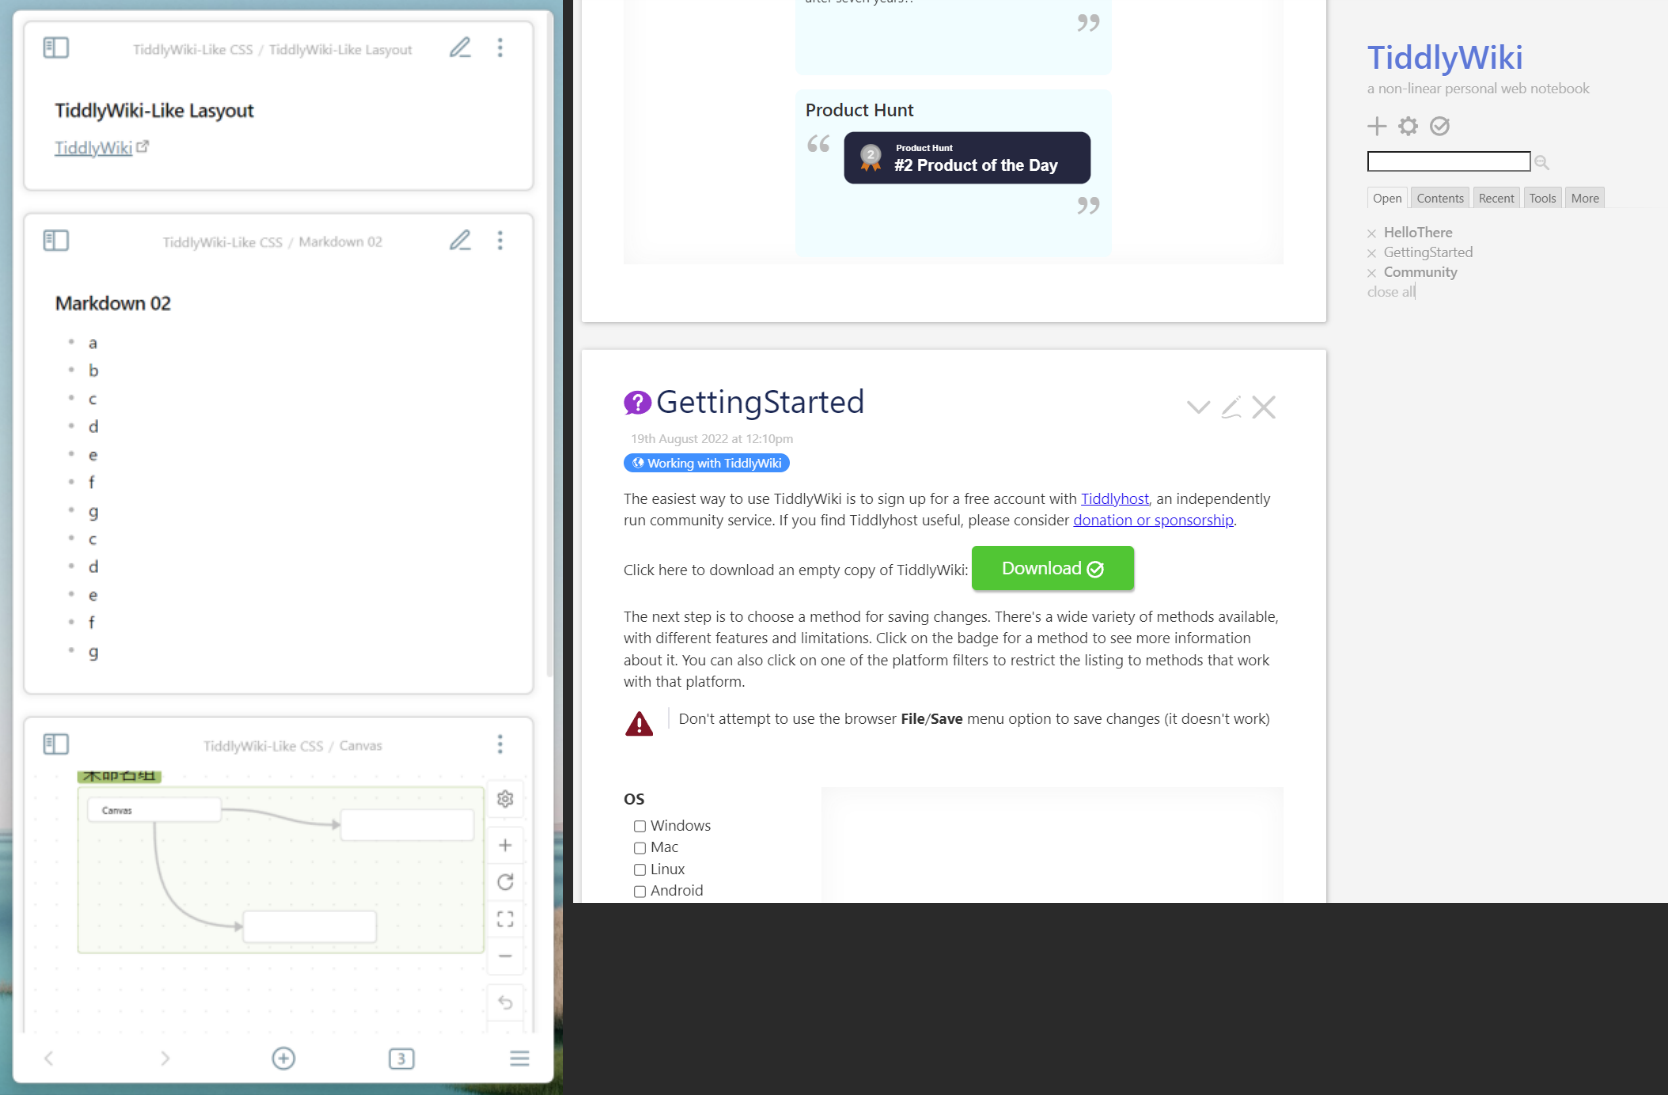 TiddlyWiki-Like CSS / TiddlyWiki-Like Lasyout
TiddlyWiki-Like Lasyout
TiddlyWiki
TiddlyWiki-Like CSS / Markdown 02
Markdown 02
a
b
c
d
e
f
g
c
d
e
f
g
TiddlyWiki-Like CSS / Canvas
未命名组
Canvas
3
after seven years!!
”
Product Hunt
“
2
Product Hunt
#2 Product of the Day
”
GettingStarted
19th August 2022 at 12:10pm
Working with TiddlyWiki
The easiest way to use TiddlyWiki is to sign up for a free account with Tiddlyhost, an independently
run community service. If you find Tiddlyhost useful, please consider donation or sponsorship.
Click here to download an empty copy of TiddlyWiki: Download
The next step is to choose a method for saving changes. There's a wide variety of methods available,
with different features and limitations. Click on the badge for a method to see more information
about it. You can also click on one of the platform filters to restrict the listing to methods that work
with that platform.
Don't attempt to use the browser File/Save menu option to save changes (it doesn't work)
OS
Windows
Mac
Linux
Android
TiddlyWiki
a non-linear personal web notebook
Open Contents Recent Tools More
HelloThere
GettingStarted
Community
close all